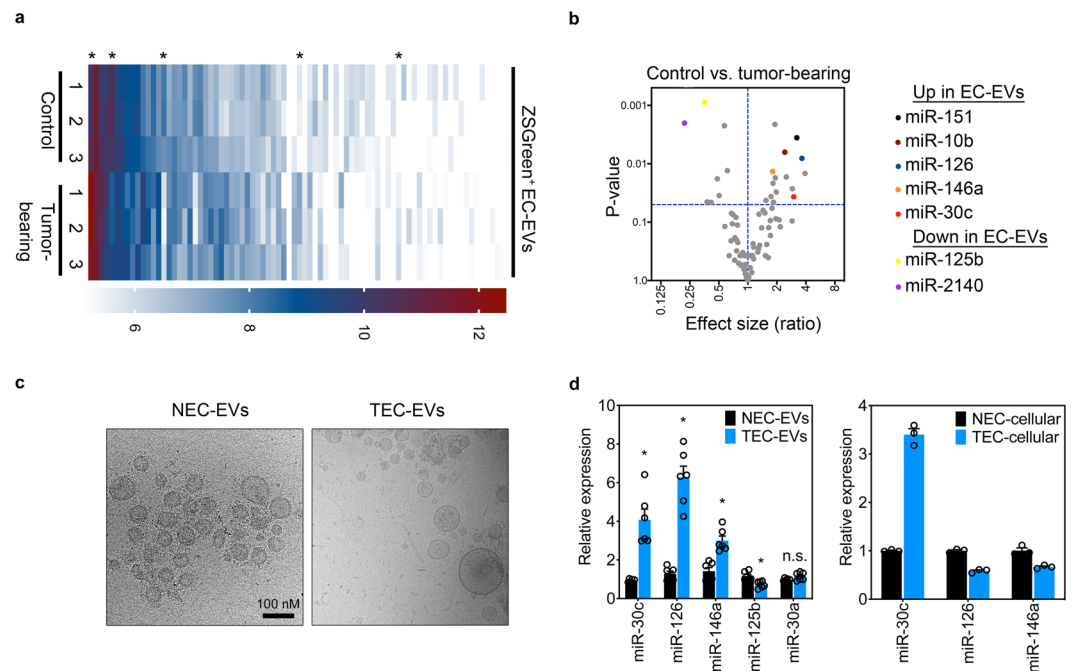 a
* * * * *
Control
1
2
3
Tumor-
bearing
1
2
3
ZSGreen+ EC-EVs
6
8
10
12
b
Control vs. tumor-bearing
P-value
0.001
0.01
0.1
1.0
0.125
0.25
0.5
1
2
4
8
Effect size (ratio)
Up in EC-EVs
miR-151
miR-10b
miR-126
miR-146a
miR-30c
Down in EC-EVs
miR-125b
miR-2140
c
NEC-EVs
TEC-EVs
100 nM
d
Relative expression
10
8
6
4
2
0
NEC-EVs
TEC-EVs
* * * * n.s.
miR-30c
miR-126
miR-146a
miR-125b
miR-30a
Relative expression
4
3
2
1
0
NEC-cellular
TEC-cellular
miR-30c
miR-126
miR-146a